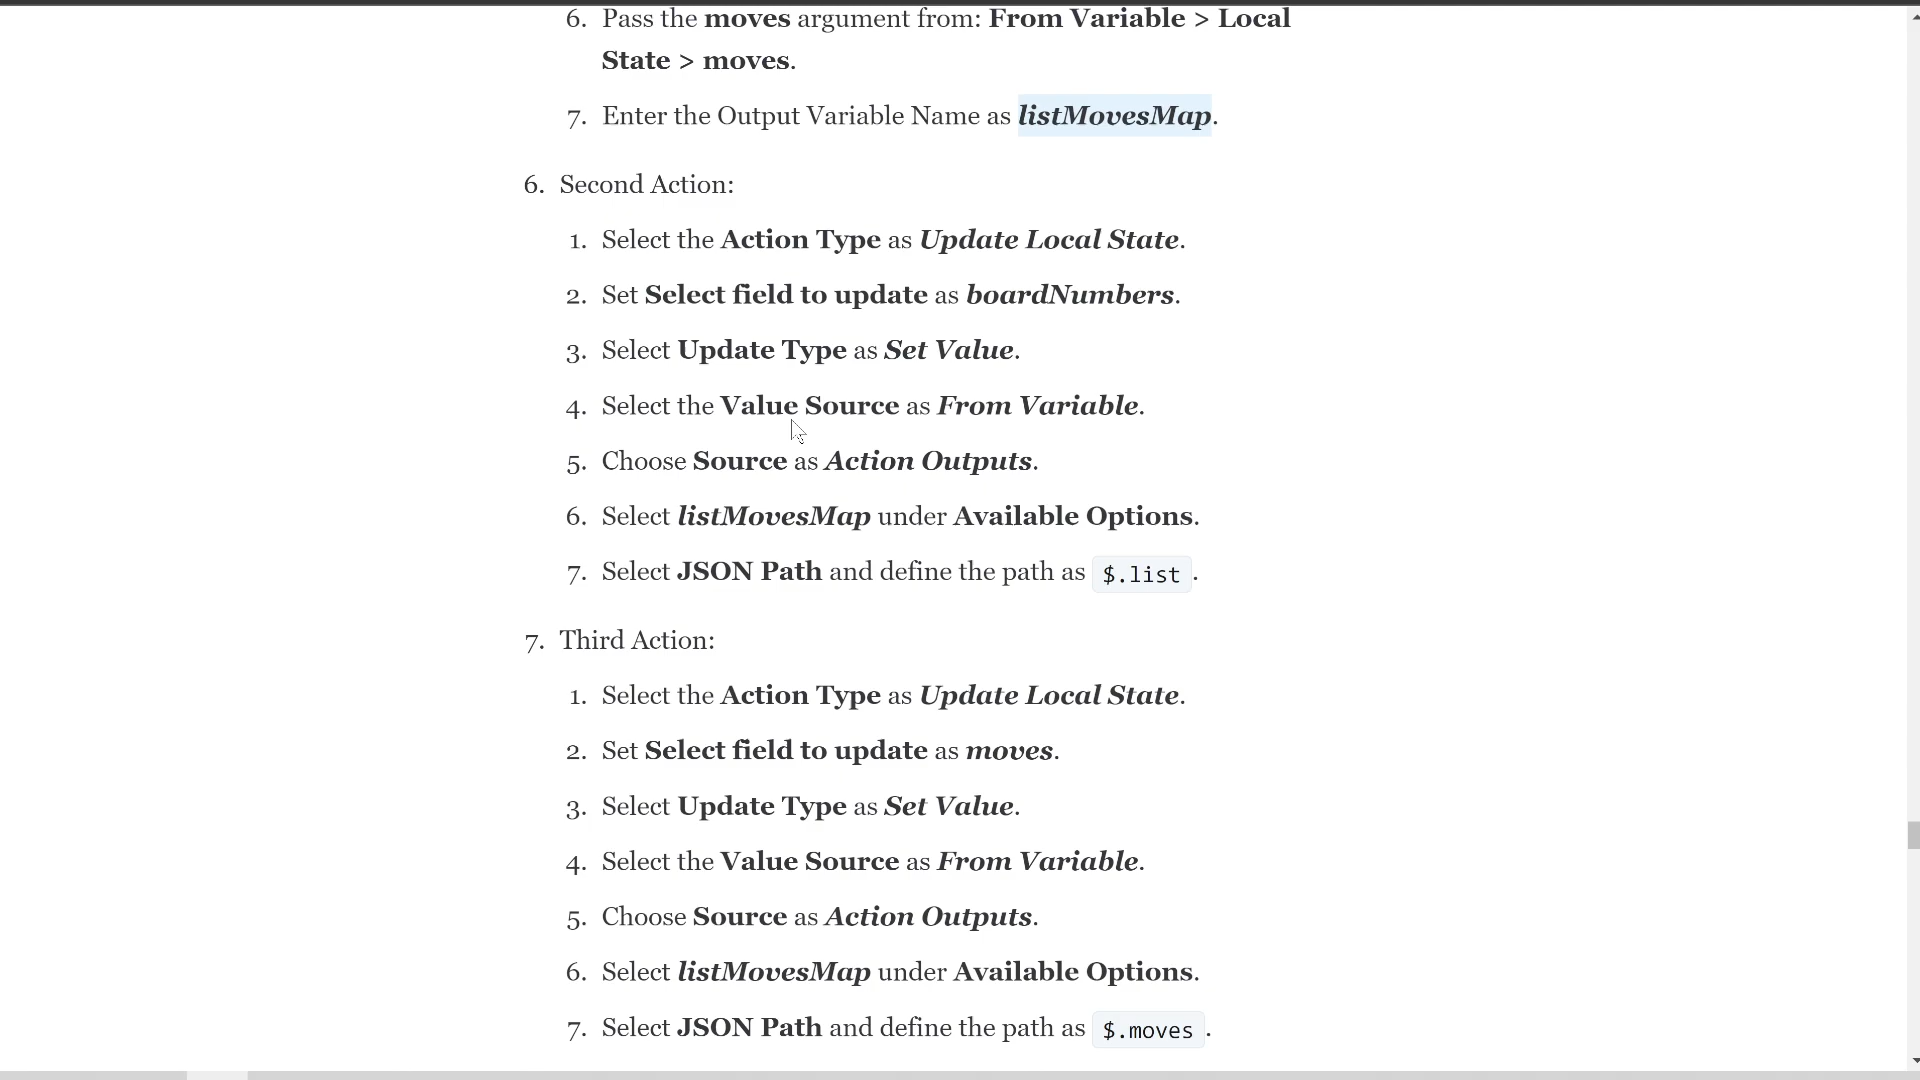 6. Pass the moves argument from: From Variable > Local
State > moves.
7. Enter the Output Variable Name as listMovesMap.
6. Second Action:
1. Select the Action Type as Update Local State.
2. Set Select field to update as boardNumbers.
3. Select Update Type as Set Value.
4. Select the Value Source as From Variable.
5. Choose Source as Action Outputs.
6. Select listMovesMap under Available Options.
7. Select JSON Path and define the path as $.list.
7. Third Action:
1. Select the Action Type as Update Local State.
2. Set Select field to update as moves.
3. Select Update Type as Set Value.
4. Select the Value Source as From Variable.
5. Choose Source as Action Outputs.
6. Select listMovesMap under Available Options.
7. Select JSON Path and define the path as $.moves.